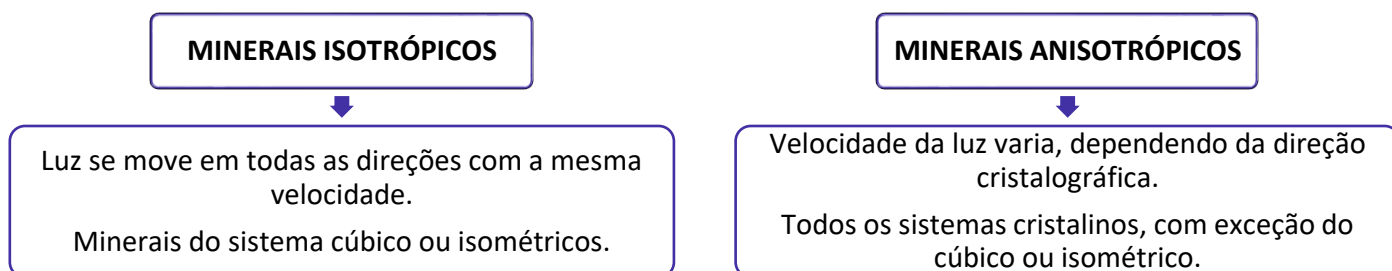 MINERAIS ISOTRÓPICOS
Luz se move em todas as direções com a mesma
velocidade.
Minerais do sistema cúbico ou isométricos.
MINERAIS ANISOTRÓPICOS
Velocidade da luz varia, dependendo da direção
cristalográfica.
Todos os sistemas cristalinos, com exceção do
cúbico ou isométrico.